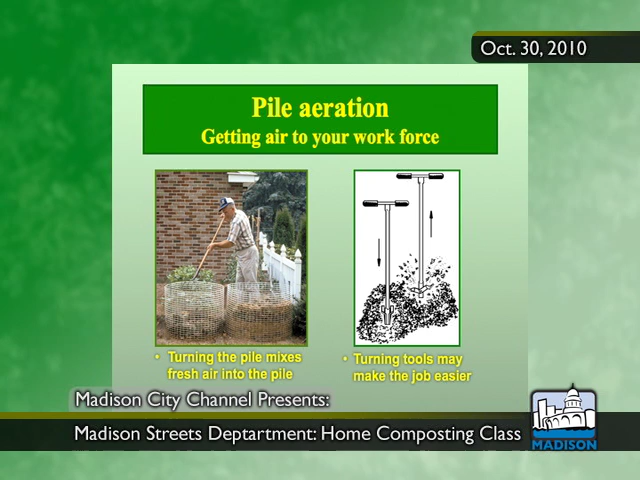 Oct. 30, 2010
Pile aeration
Getting air to your work force
• Turning the pile mixes
fresh air into the pile
• Turning tools may
make the job easier
Madison City Channel Presents:
Madison Streets Deptartment: Home Composting Class
MADISON